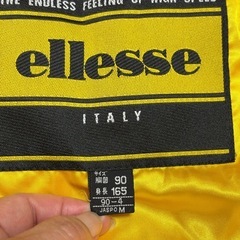 THE ENDLESS FEELING OF HIGH SPEED
ellesse
ITALY
サイズ
胸囲 90
身長 165
90-4
JASPO M